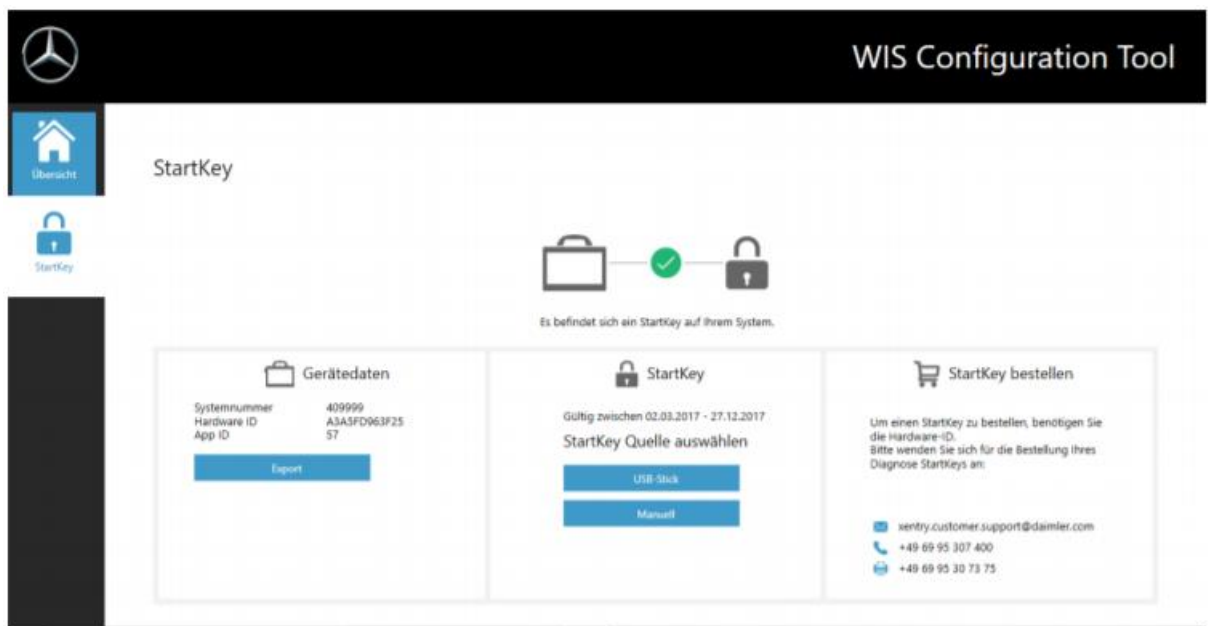 WIS Configuration Tool
Übersicht
StartKey
StartKey
Es befindet sich ein StartKey auf Ihrem System.
Gerätedaten
Systemnummer 409999
Hardware ID A3A5FD963F25
App ID 57
Export
StartKey
Gültig zwischen 02.03.2017 - 27.12.2017
StartKey Quelle auswählen
USB-Stick
Manuell
StartKey bestellen
Um einen StartKey zu bestellen, benötigen Sie
die Hardware-ID.
Bitte wenden Sie sich für die Bestellung Ihres
Diagnose StartKeys an:
xentry.customer.support@daimler.com
+49 69 95 307 400
+49 69 95 30 73 75